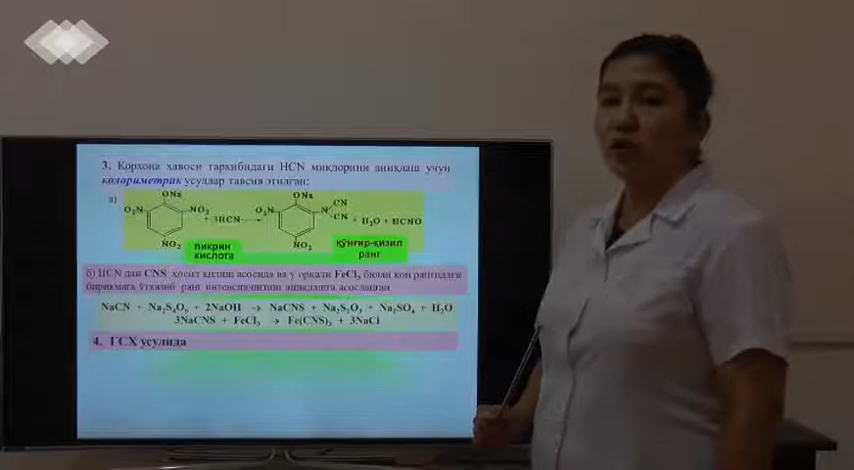 3. Корхона ҳавоси таркибидаги HCN миқдорини аниқлаш учун
колориметрик усуллар тавсия этилган:
а)
ONa ONa
O₂N NO₂ + 3HCN → O₂N N CN CN + H₂O + HCNO
NO₂ NO₂
пикрин кислота
қўнғир-қизил ранг
б) HCN дан CNS ҳосил қилиш асосида ва у орқали FeCl₃ билан қон рангидаги
бирикмага ўтказиб ранг интенсивлигини аниқлашга асосланган
NaCN + Na₂S₄O₆ + 2NaOH → NaCNS + Na₂S₂O₃ + Na₂SO₄ + H₂O
3NaCNS + FeCl₃ → Fe(CNS)₃ + 3NaCl
4. ГСХ усулида